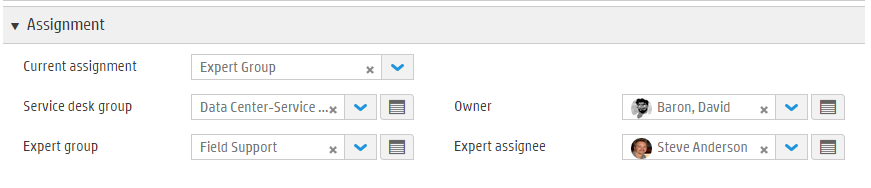 Assignment
Current assignment Expert Group
Service desk group Data Center-Service ... Owner Baron, David
Expert group Field Support Expert assignee Steve Anderson